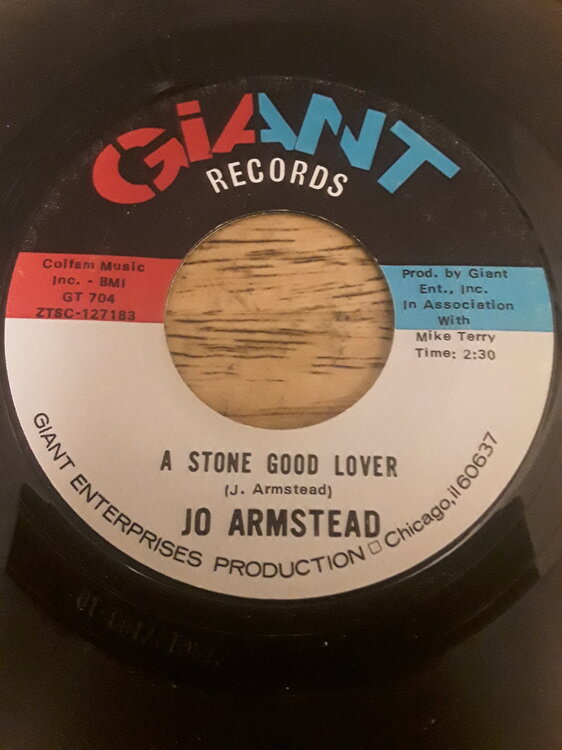 GiANT
RECORDS
Colfam Music
Inc. - BMI
GT 704
ZTSC-127183
Prod. by Giant
Ent., Inc.
In Association
With
Mike Terry
Time: 2:30
A STONE GOOD LOVER
(J. Armstead)
JO ARMSTEAD
GIANT ENTERPRISES PRODUCTION □ Chicago, il 60637